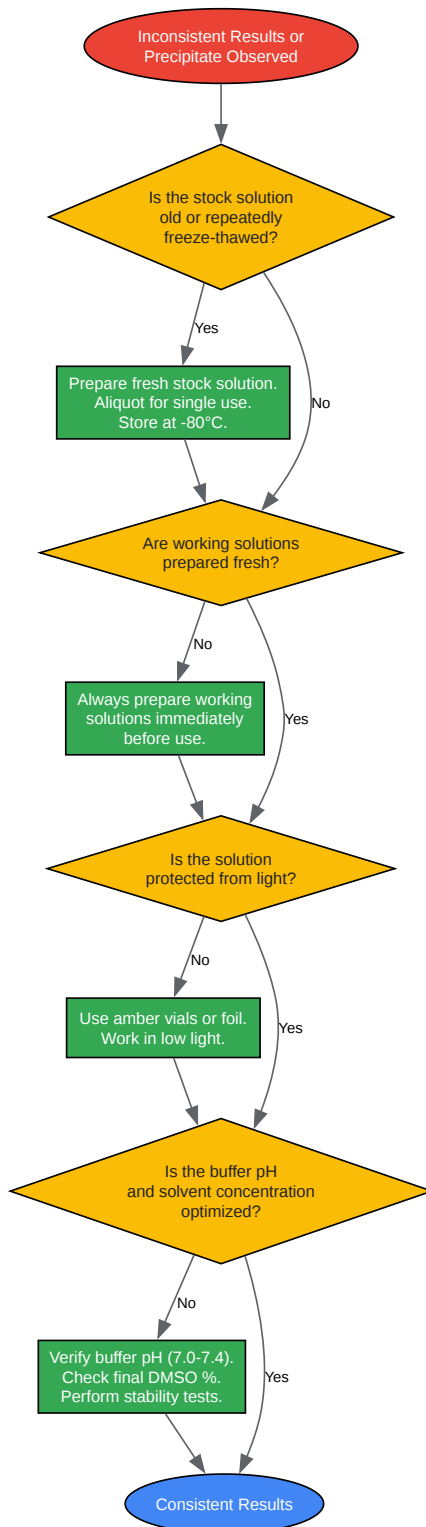 Inconsistent Results or
Precipitate Observed
Is the stock solution
old or repeatedly
freeze-thawed?
Yes
Prepare fresh stock solution.
Aliquot for single use.
Store at -80°C.
No
Are working solutions
prepared fresh?
No
Always prepare working
solutions immediately
before use.
Yes
Is the solution
protected from light?
No
Use amber vials or foil.
Work in low light.
Yes
Is the buffer pH
and solvent concentration
optimized?
No
Verify buffer pH (7.0-7.4).
Check final DMSO %.
Perform stability tests.
Yes
Consistent Results